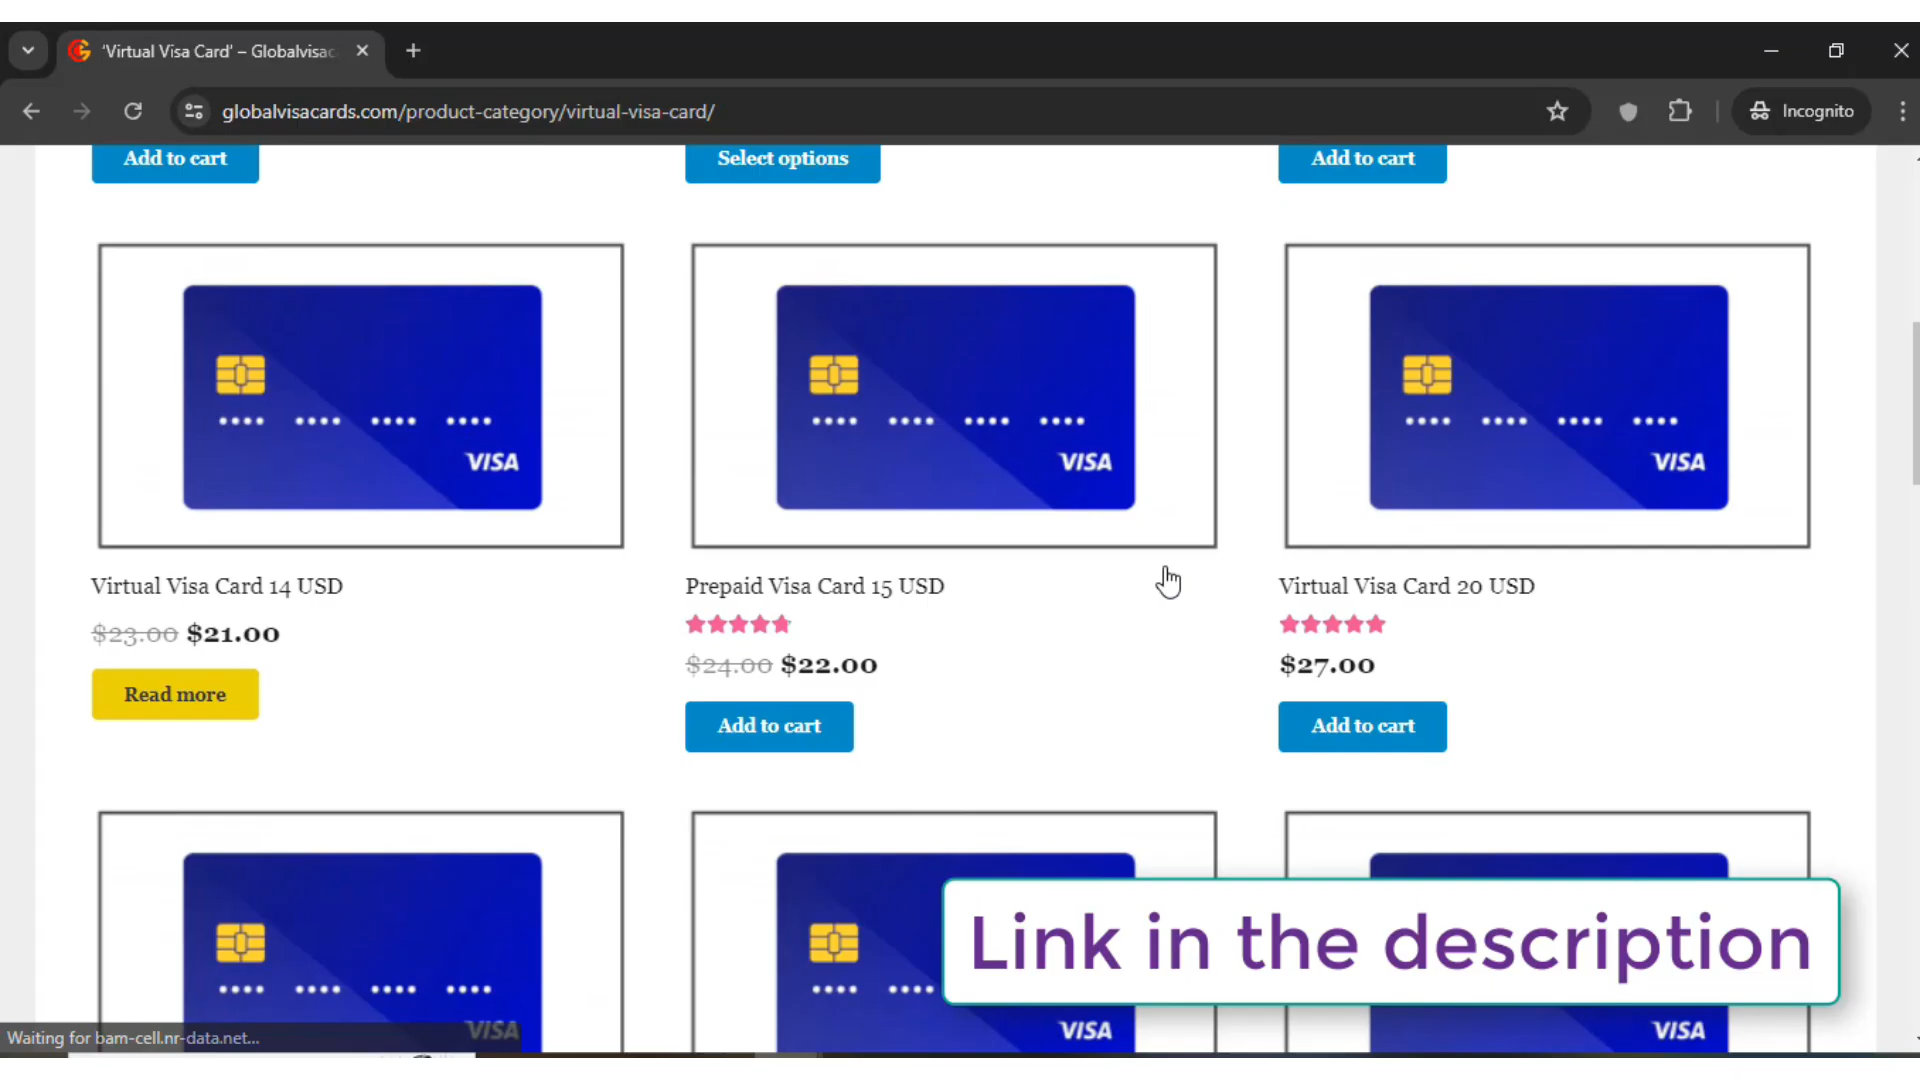 'Virtual Visa Card' – Globalvisac
globalvisacards.com/product-category/virtual-visa-card/
Incognito
Add to cart
Select options
Add to cart
VISA
VISA
VISA
Virtual Visa Card 14 USD
Prepaid Visa Card 15 USD
Virtual Visa Card 20 USD
$23.00 $21.00
$24.00 $22.00
$27.00
Read more
Add to cart
Add to cart
Link in the description
VISA
VISA
VISA
Waiting for bam-cell.nr-data.net...